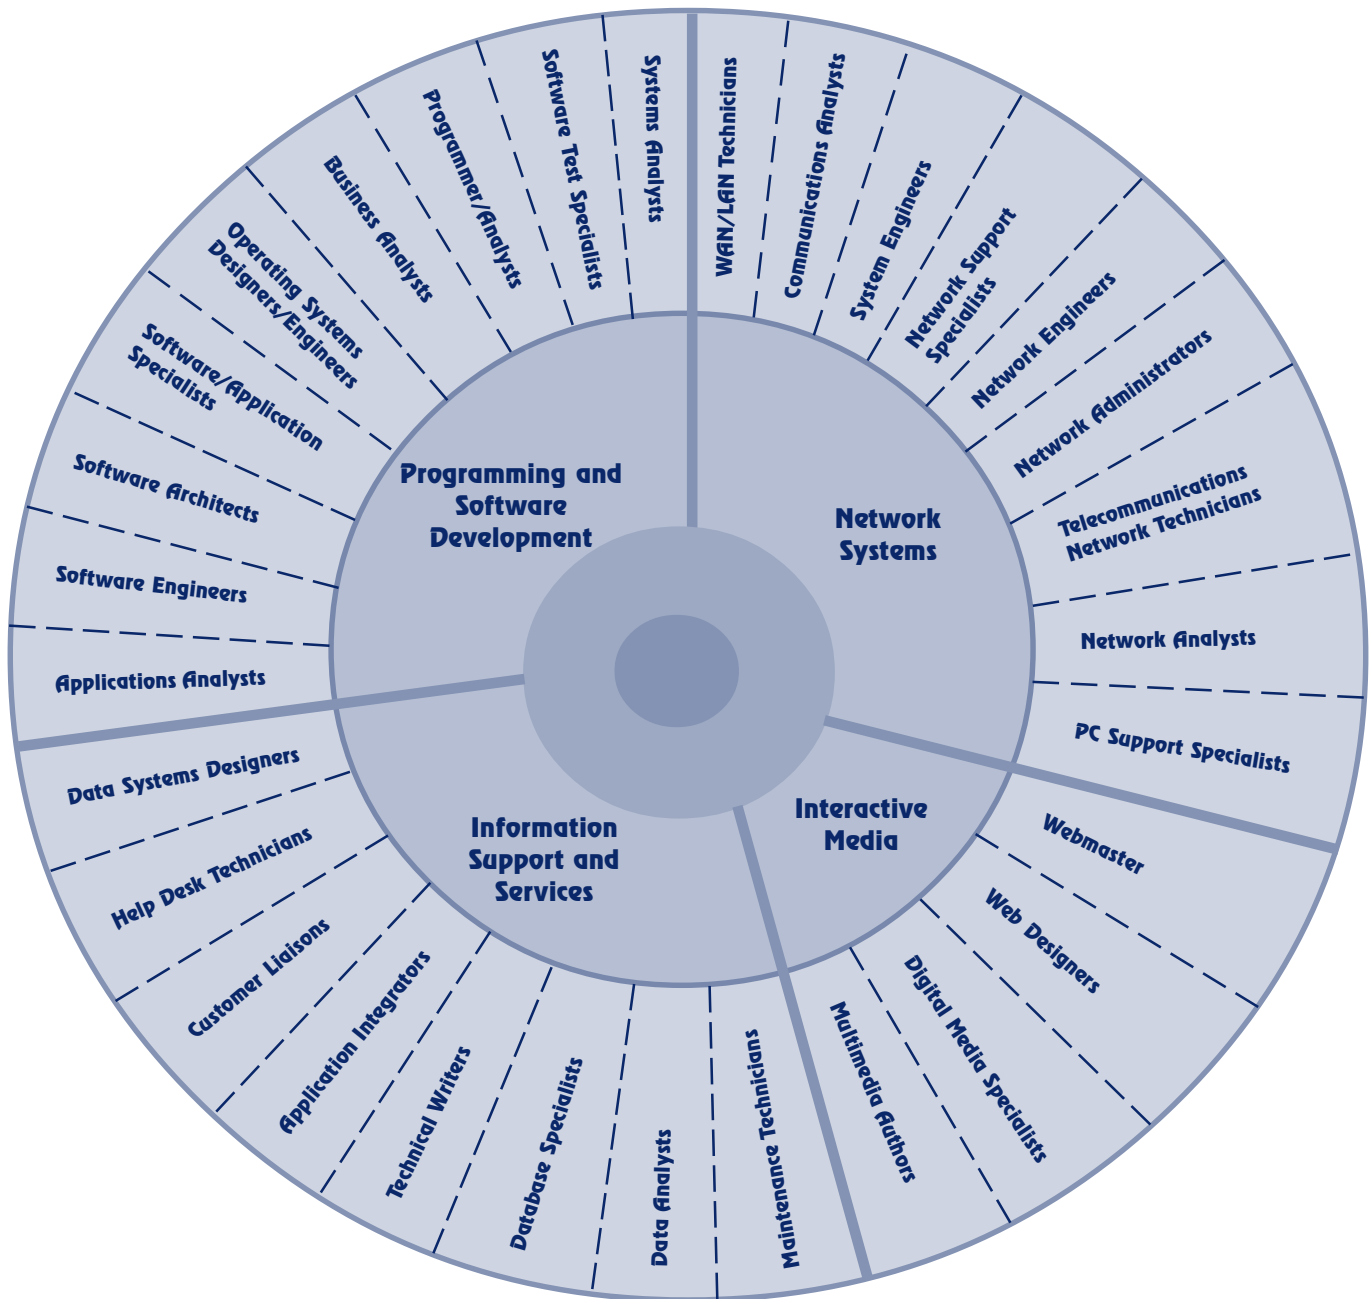 Programming and
Software
Development
Systems Analysts
Software Test Specialists
Programmer/Analysts
Business Analysts
Operating Systems
Designers/Engineers
Software/Application
Specialists
Software Architects
Software Engineers
Applications Analysts
Network
Systems
WAN/LAN Technicians
Communications Analysts
System Engineers
Network Support
Specialists
Network Engineers
Network Administrators
Telecommunications
Network Technicians
Network Analysts
PC Support Specialists
Interactive
Media
Webmaster
Web Designers
Digital Media Specialists
Multimedia Authors
Information
Support and
Services
Maintenance Technicians
Data Analysts
Database Specialists
Technical Writers
Application Integrators
Customer Liaisons
Help Desk Technicians
Data Systems Designers